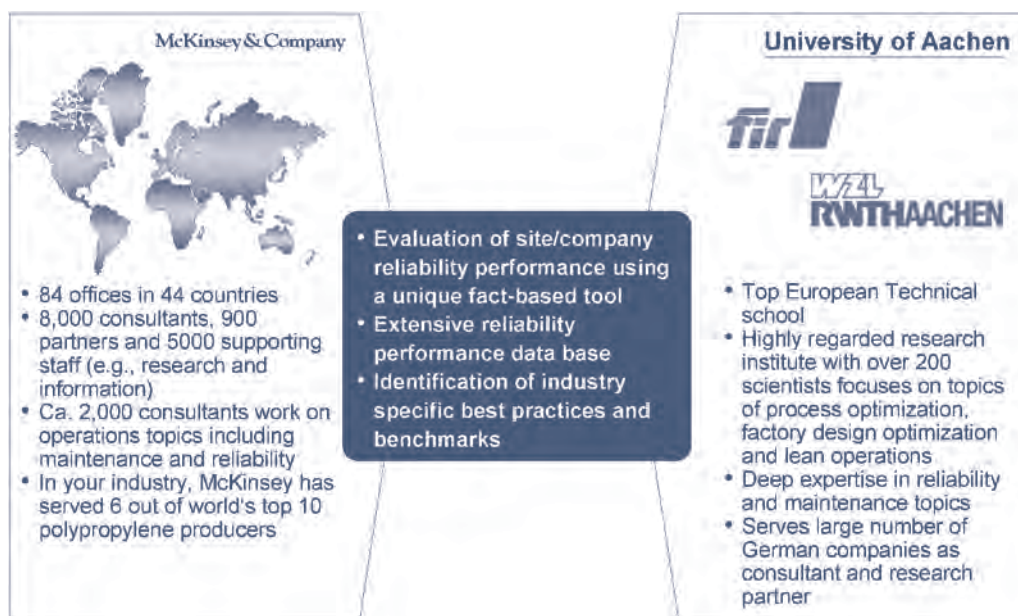 McKinsey&Company
• 84 offices in 44 countries
• 8,000 consultants, 900
partners and 5000 supporting
staff (e.g., research and
information)
• Ca. 2,000 consultants work on
operations topics including
maintenance and reliability
• In your industry, McKinsey has
served 6 out of world's top 10
polypropylene producers
• Evaluation of site/company
reliability performance using
a unique fact-based tool
• Extensive reliability
performance data base
• Identification of industry
specific best practices and
benchmarks
University of Aachen
fir
WZL
RWTHAACHEN
• Top European Technical
school
• Highly regarded research
institute with over 200
scientists focuses on topics
of process optimization,
factory design optimization
and lean operations
• Deep expertise in reliability
and maintenance topics
• Serves large number of
German companies as
consultant and research
partner